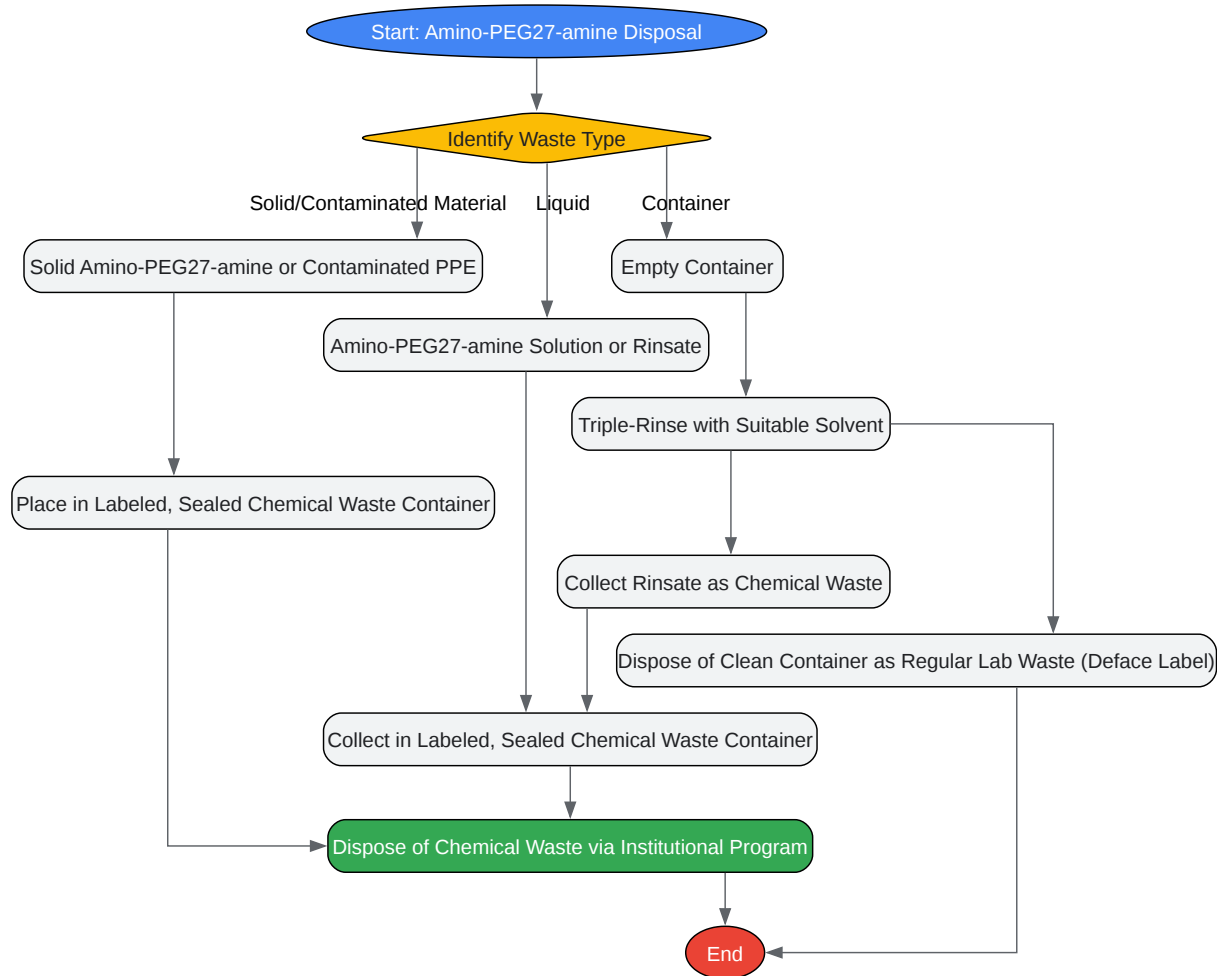 Start: Amino-PEG27-amine Disposal
Identify Waste Type
Solid/Contaminated Material
Liquid
Container
Solid Amino-PEG27-amine or Contaminated PPE
Empty Container
Amino-PEG27-amine Solution or Rinsate
Triple-Rinse with Suitable Solvent
Place in Labeled, Sealed Chemical Waste Container
Collect Rinsate as Chemical Waste
Dispose of Clean Container as Regular Lab Waste (Deface Label)
Collect in Labeled, Sealed Chemical Waste Container
Dispose of Chemical Waste via Institutional Program
End